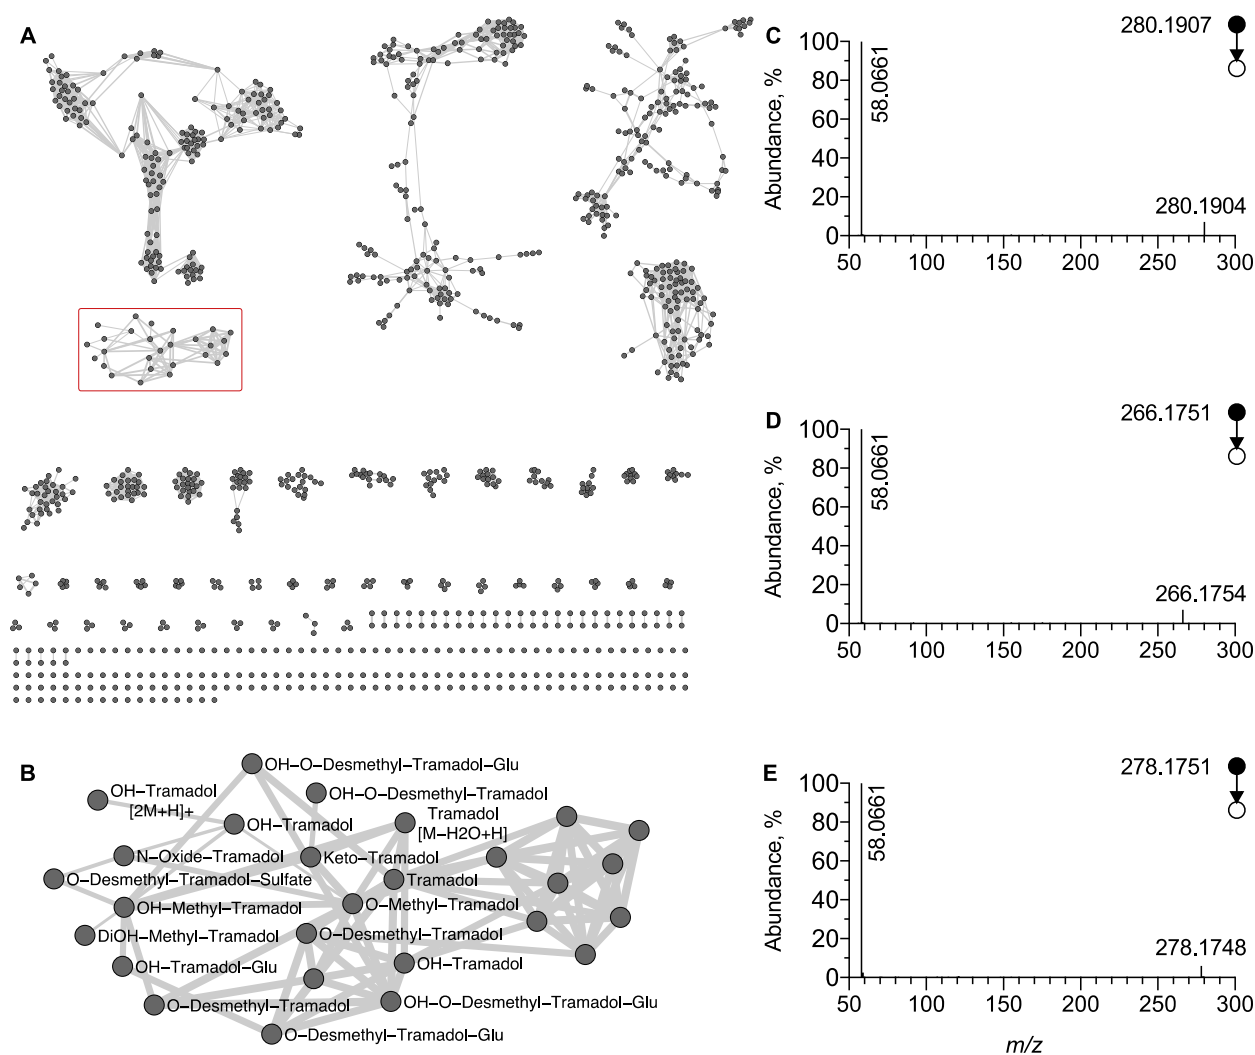 A
B
OH−O−Desmethyl−Tramadol−Glu
OH−Tramadol
[2M+H]+
OH−O−Desmethyl−Tramadol
OH−Tramadol
Tramadol
[M−H2O+H]
N−Oxide−Tramadol
Keto−Tramadol
O−Desmethyl−Tramadol−Sulfate
Tramadol
OH−Methyl−Tramadol
O−Methyl−Tramadol
DiOH−Methyl−Tramadol
O−Desmethyl−Tramadol
OH−Tramadol−Glu
OH−Tramadol
O−Desmethyl−Tramadol
OH−O−Desmethyl−Tramadol−Glu
O−Desmethyl−Tramadol−Glu
C
280.1907
Abundance, %
100
80
60
40
20
0
58.0661
280.1904
50 100 150 200 250 300
D
266.1751
Abundance, %
100
80
60
40
20
0
58.0661
266.1754
50 100 150 200 250 300
E
278.1751
Abundance, %
100
80
60
40
20
0
58.0661
278.1748
50 100 150 200 250 300
m/z